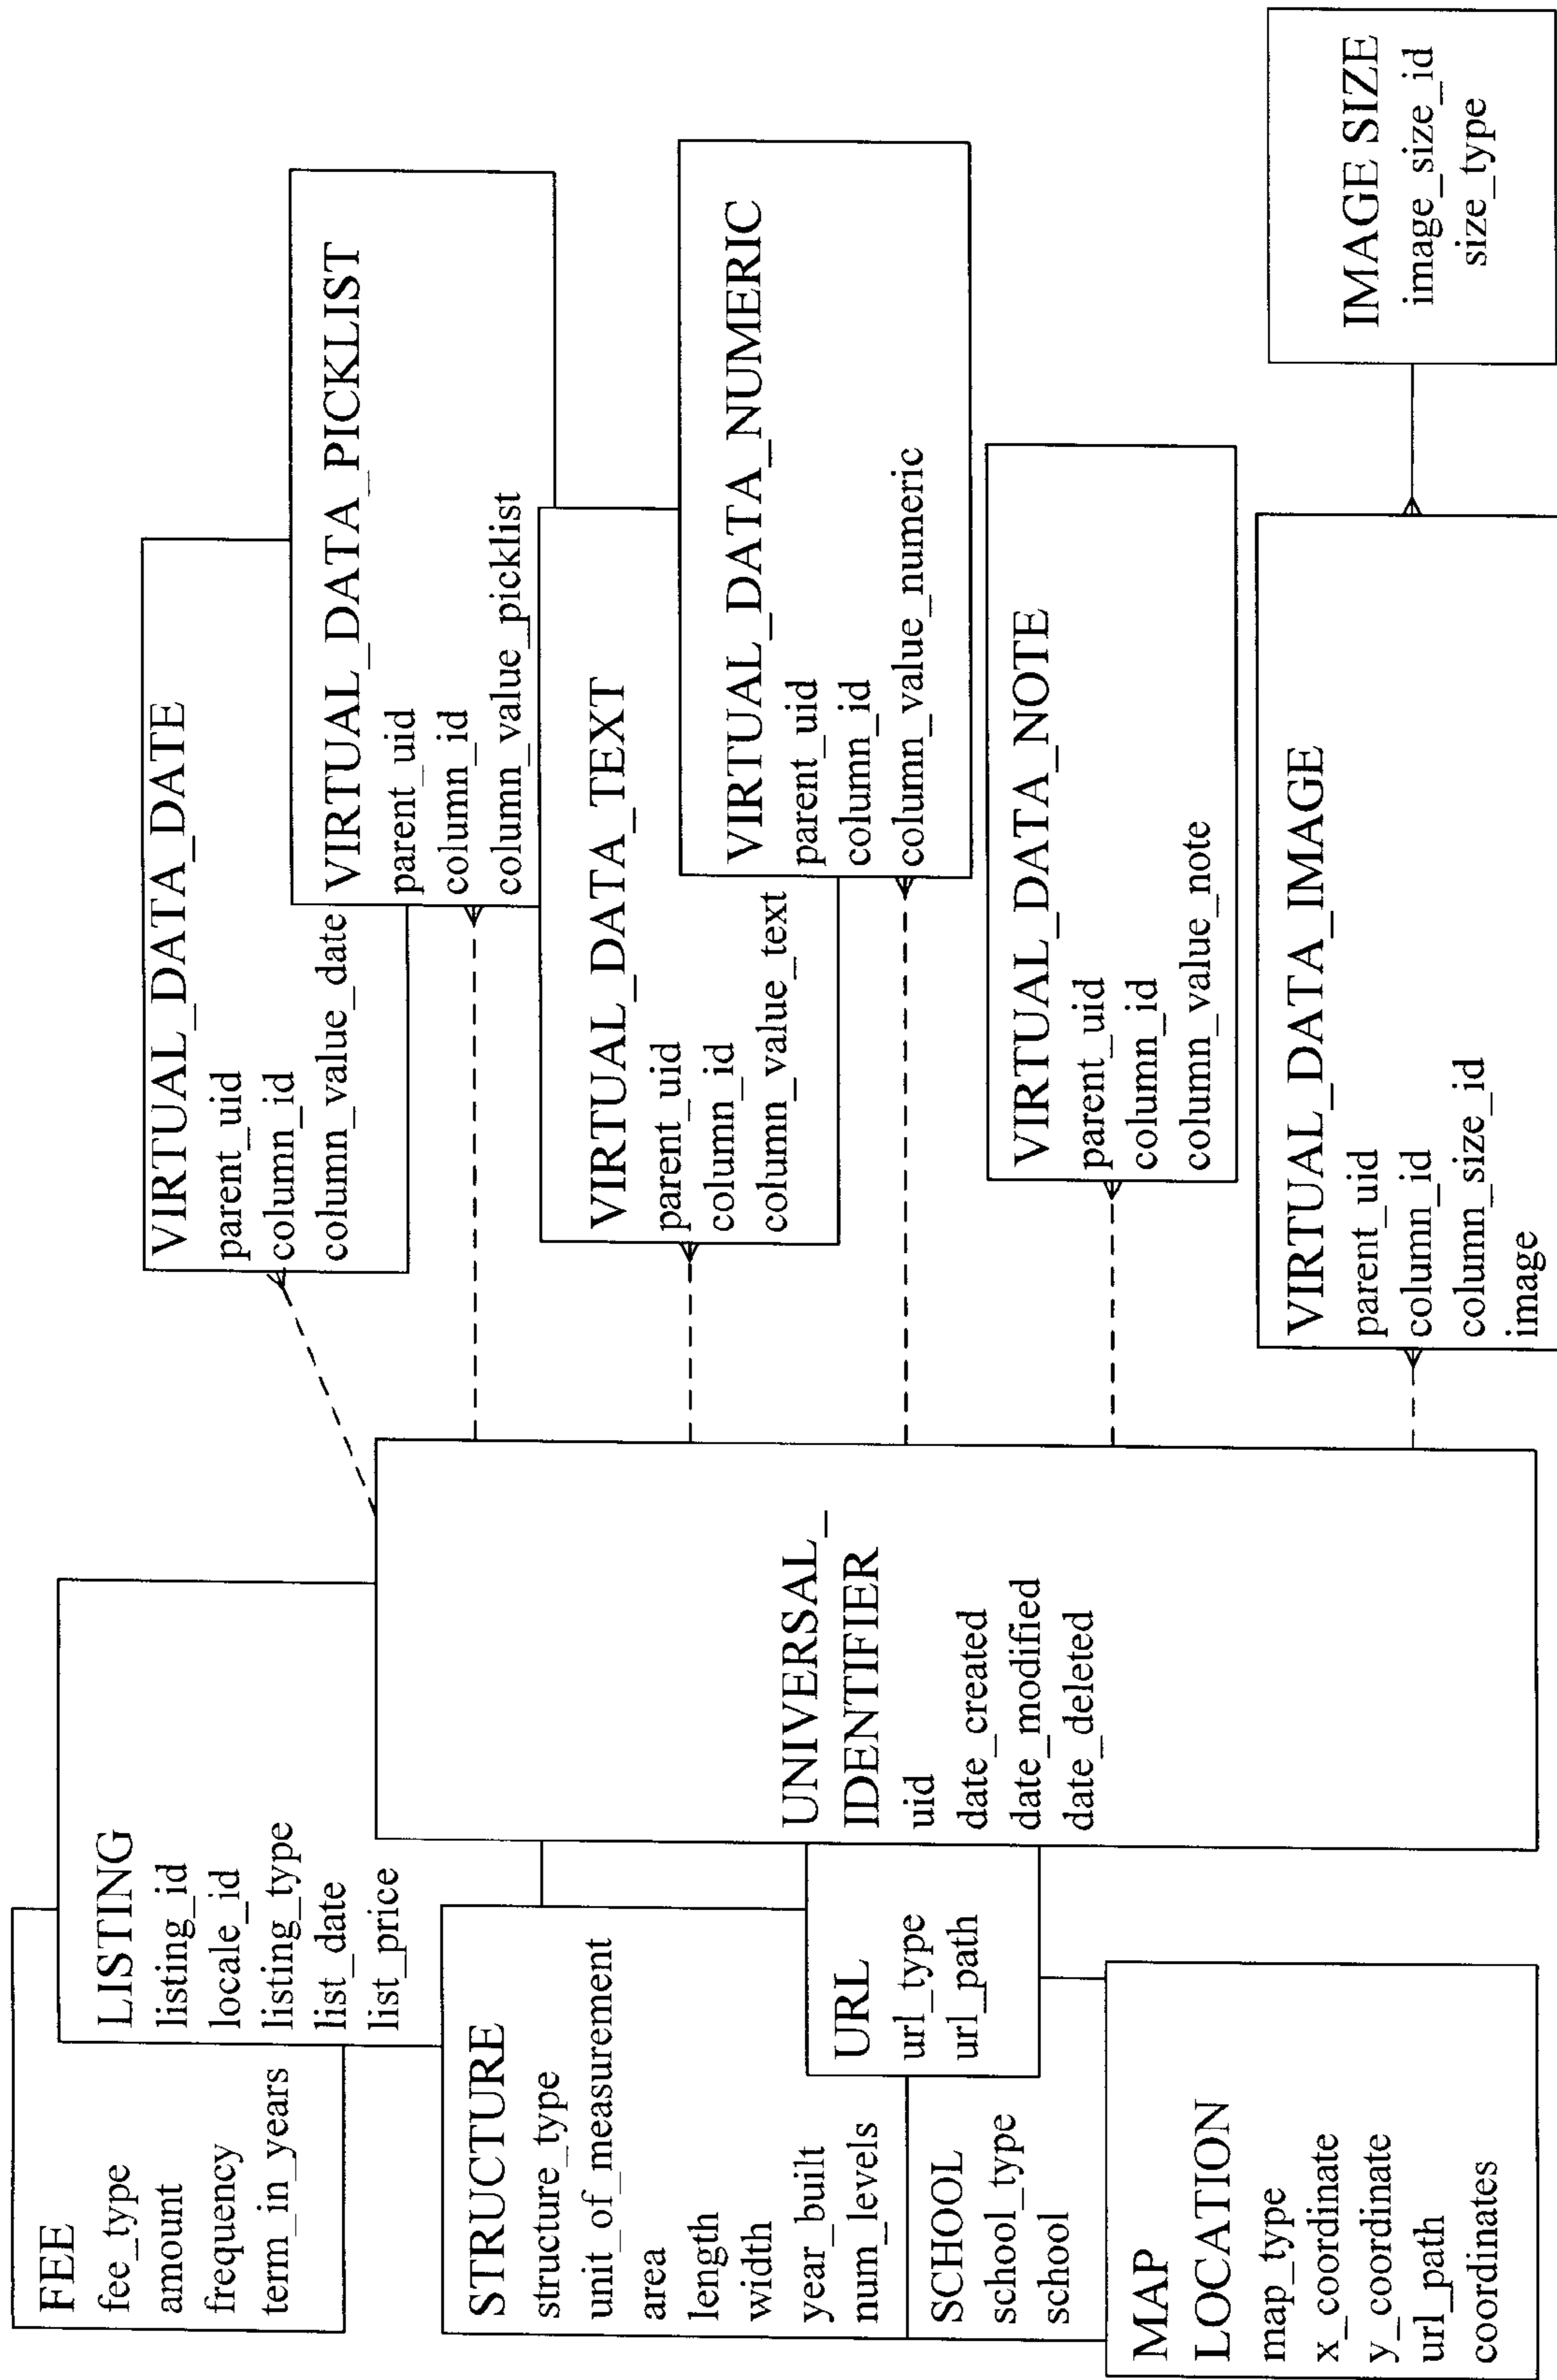 FEE
fee_type
amount
frequency
term_in_years
LISTING
listing_id
locale_id
listing_type
list_date
list_price
STRUCTURE
structure_type
unit_of_measurement
area
length
width
year_built
num_levels
URL
url_type
url_path
SCHOOL
school_type
school
MAP
LOCATION
map_type
x_coordinate
y_coordinate
url_path
coordinates
UNIVERSAL_
IDENTIFIER
uid
date_created
date_modified
date_deleted
VIRTUAL_DATA_DATE
parent_uid
column_id
column_value_date
VIRTUAL_DATA_PICKLIST
parent_uid
column_id
column_value_picklist
VIRTUAL_DATA_TEXT
parent_uid
column_id
column_value_text
VIRTUAL_DATA_NUMERIC
parent_uid
column_id
column_value_numeric
VIRTUAL_DATA_NOTE
parent_uid
column_id
column_value_note
VIRTUAL_DATA_IMAGE
parent_uid
column_id
column_size_id
image
IMAGE SIZE
image_size_id
size_type